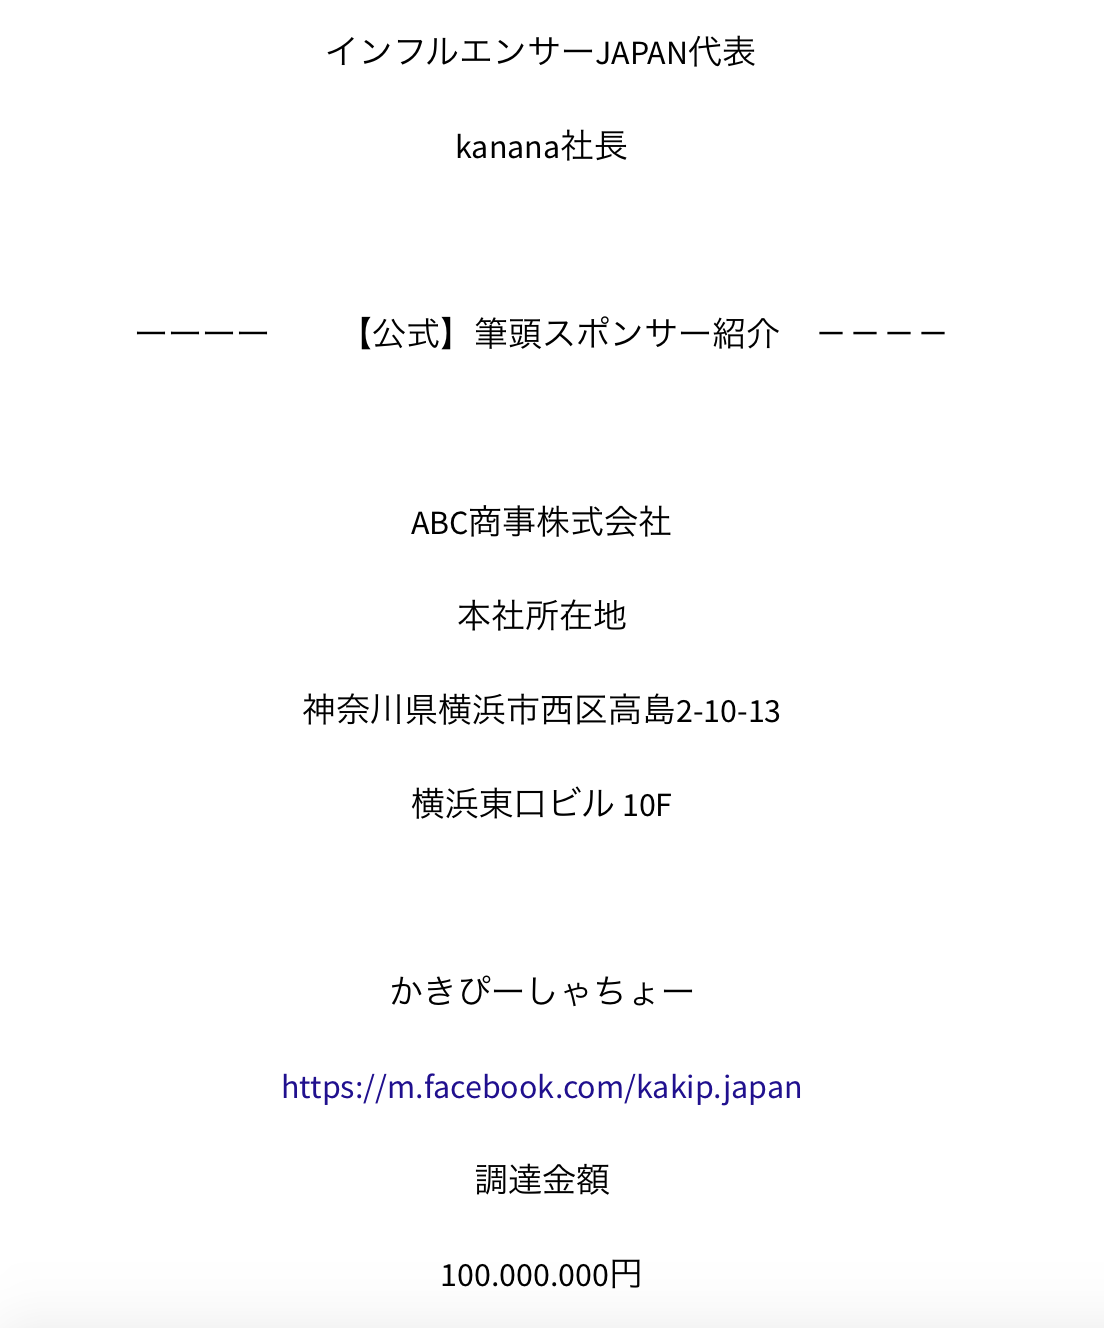 インフルエンサーJAPAN代表
kanana社長
ーーーー　　【公式】筆頭スポンサー紹介　－－－－
ABC商事株式会社
本社所在地
神奈川県横浜市西区高島2-10-13
横浜東口ビル 10F
かきぴーしゃちょー
https://m.facebook.com/kakip.japan
調達金額
100.000.000円